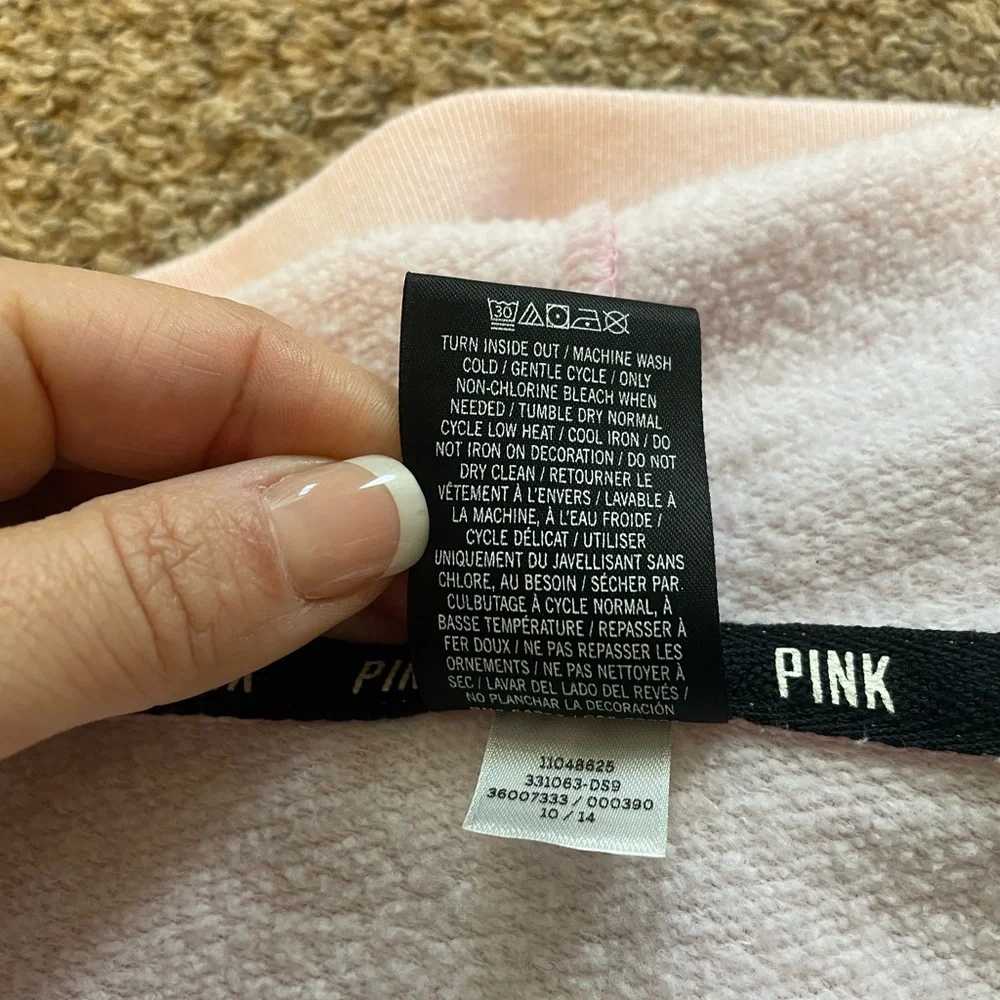 30
TURN INSIDE OUT / MACHINE WASH
COLD / GENTLE CYCLE / ONLY
NON-CHLORINE BLEACH WHEN
NEEDED / TUMBLE DRY NORMAL
CYCLE LOW HEAT / COOL IRON / DO
NOT IRON ON DECORATION / DO NOT
DRY CLEAN / RETOURNER LE
VÊTEMENT À L'ENVERS / LAVABLE À
LA MACHINE, À L'EAU FROIDE /
CYCLE DÉLICAT / UTILISER
UNIQUEMENT DU JAVELLISANT SANS
CHLORE, AU BESOIN / SÉCHER PAR
CULBUTAGE À CYCLE NORMAL, À
BASSE TEMPÉRATURE / REPASSER À
FER DOUX / NE PAS REPASSER LES
ORNEMENTS / NE PAS NETTOYER À
SEC / LAVAR DEL LADO DEL REVÉS /
NO PLANCHAR LA DECORACIÓN
PINK
11048625
331063-DS9
36007333 / 000390
10 / 14